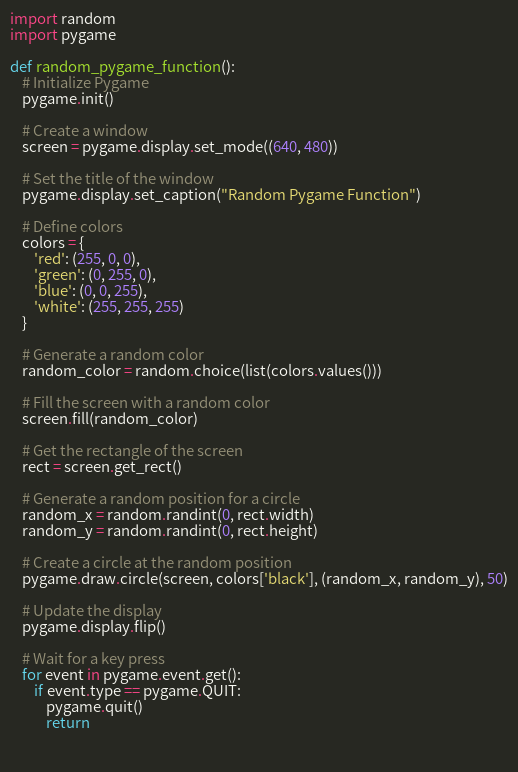 import random
import pygame

def random_pygame_function():
    # Initialize Pygame
    pygame.init()

    # Create a window
    screen = pygame.display.set_mode((640, 480))

    # Set the title of the window
    pygame.display.set_caption("Random Pygame Function")

    # Define colors
    colors = {
        'red': (255, 0, 0),
        'green': (0, 255, 0),
        'blue': (0, 0, 255),
        'white': (255, 255, 255)
    }

    # Generate a random color
    random_color = random.choice(list(colors.values()))

    # Fill the screen with a random color
    screen.fill(random_color)

    # Get the rectangle of the screen
    rect = screen.get_rect()

    # Generate a random position for a circle
    random_x = random.randint(0, rect.width)
    random_y = random.randint(0, rect.height)

    # Create a circle at the random position
    pygame.draw.circle(screen, colors['black'], (random_x, random_y), 50)

    # Update the display
    pygame.display.flip()

    # Wait for a key press
    for event in pygame.event.get():
        if event.type == pygame.QUIT:
            pygame.quit()
            return